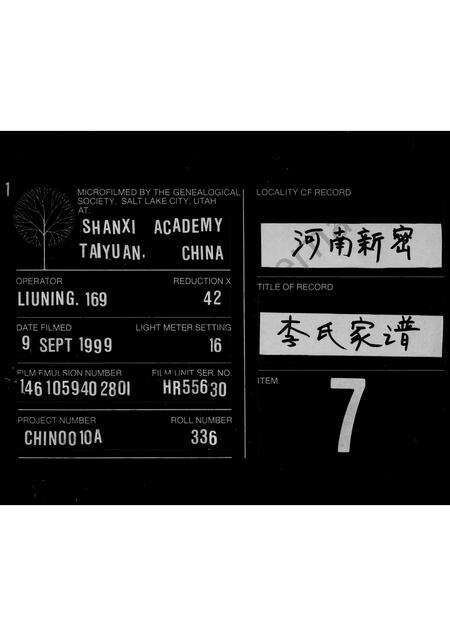 1
MICROFILMED BY THE GENEALOGICAL
SOCIETY, SALT LAKE CITY, UTAH
AT:
SHANXI ACADEMY
TAIYUAN. CHINA
OPERATOR REDUCTION X
LIUNING. 169 42
DATE FILMED LIGHT METER SETTING
9 SEPT 1999 16
FILM EMULSION NUMBER FILM UNIT SER. NO.
146 105940 2801 HR55630
PROJECT NUMBER ROLL NUMBER
CHINOO10A 336
LOCALITY OF RECORD
河南新密
TITLE OF RECORD
李氏家谱
ITEM
7